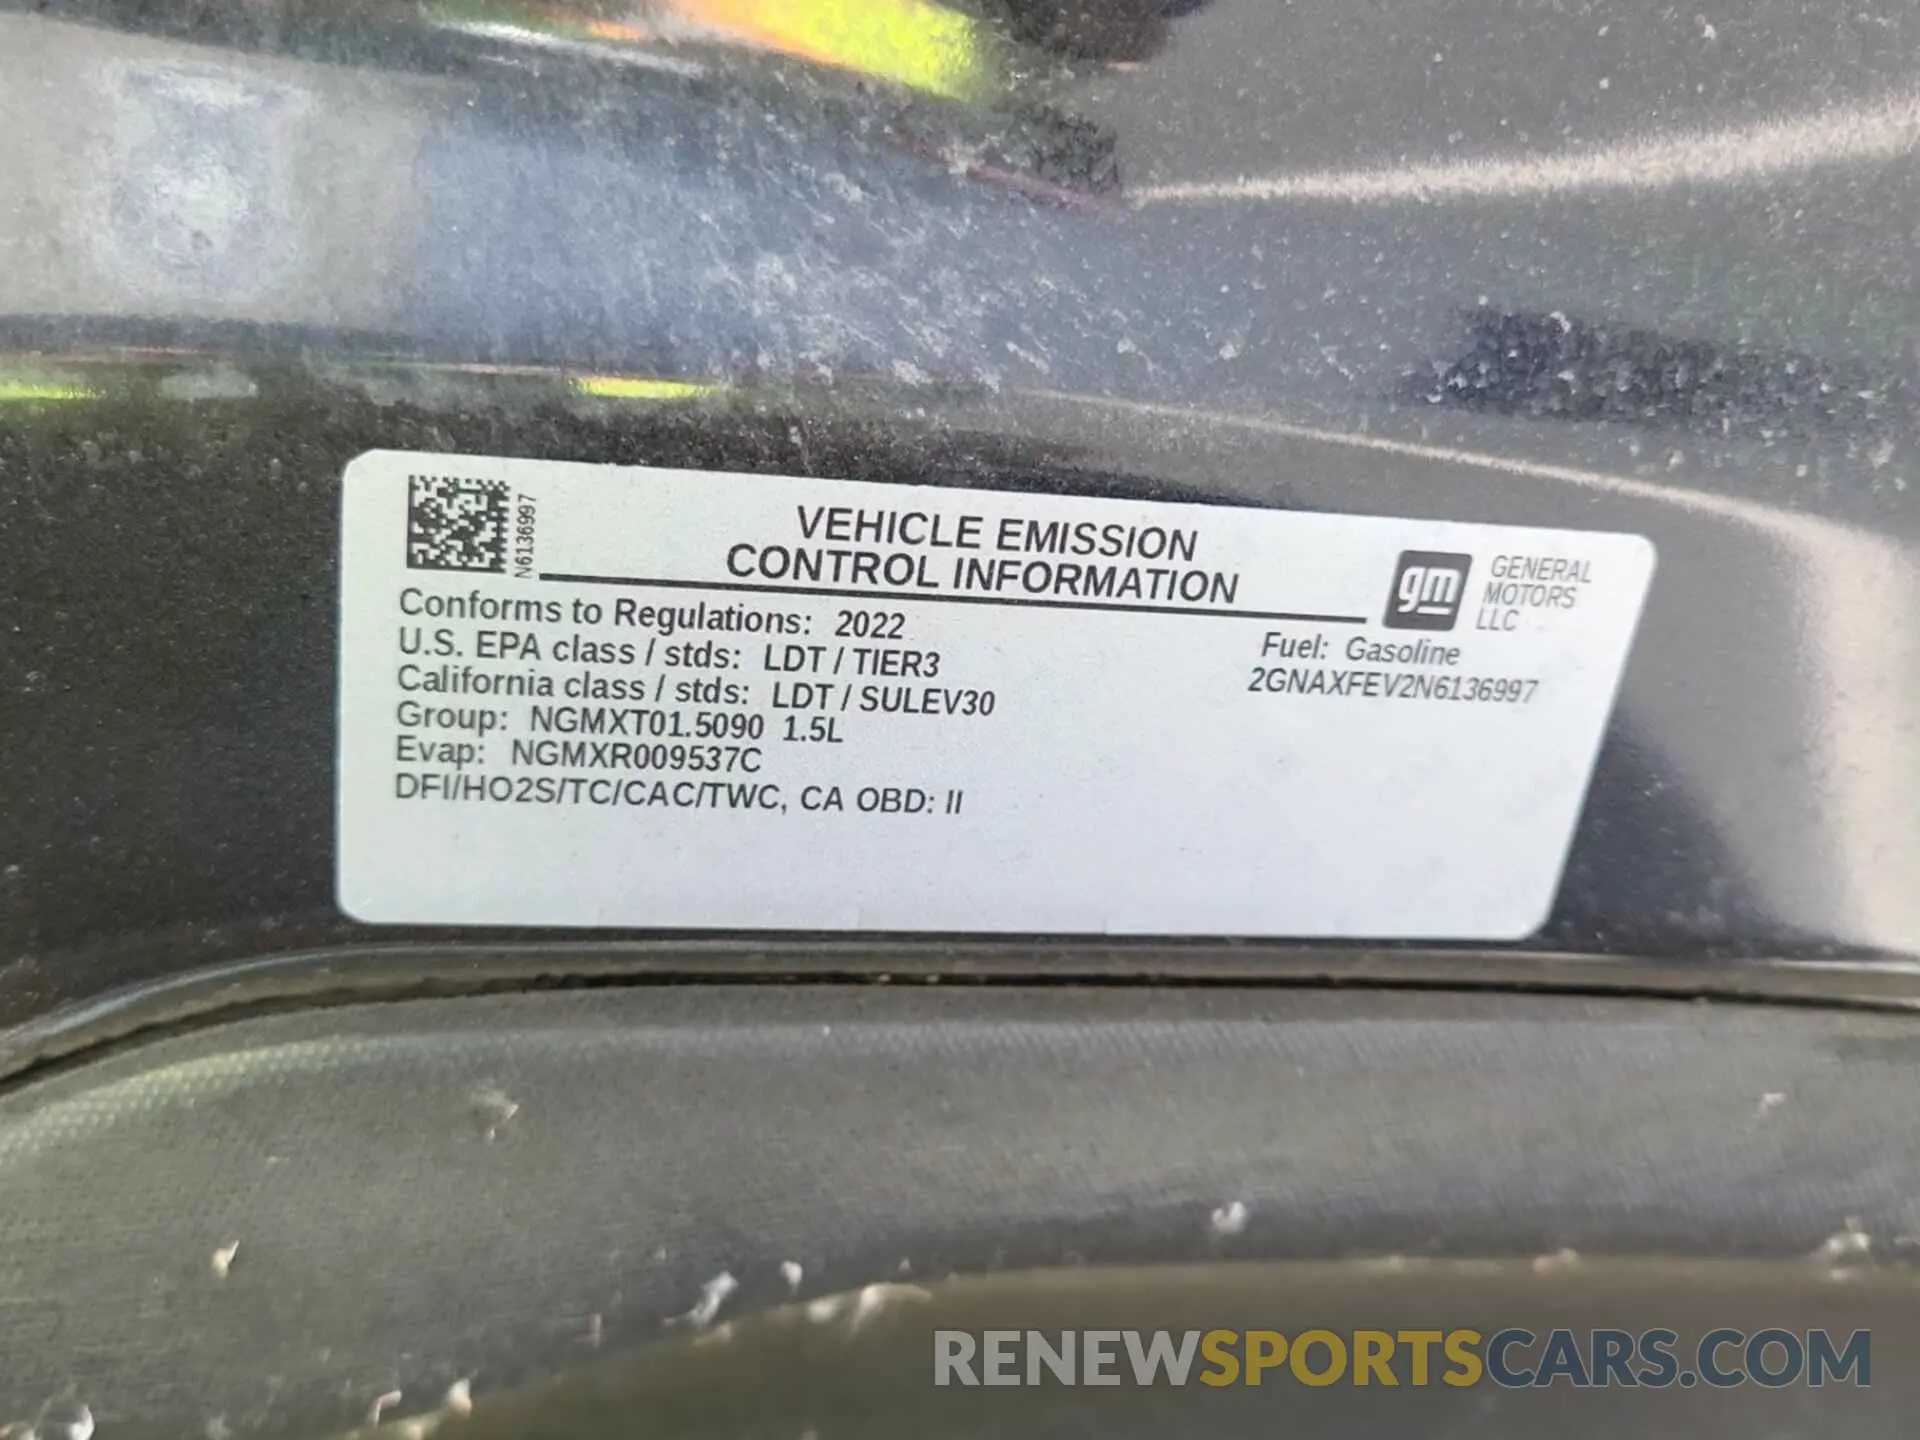 N6136997
VEHICLE EMISSION
CONTROL INFORMATION
gm
GENERAL
MOTORS
LLC
Conforms to Regulations: 2022
U.S. EPA class / stds: LDT / TIER3
California class / stds: LDT / SULEV30
Group: NGMXT01.5090 1.5L
Evap: NGMXR009537C
DFI/HO2S/TC/CAC/TWC, CA OBD: II
Fuel: Gasoline
2GNAXFEV2N6136997
RENEWSPORTSCARS.COM